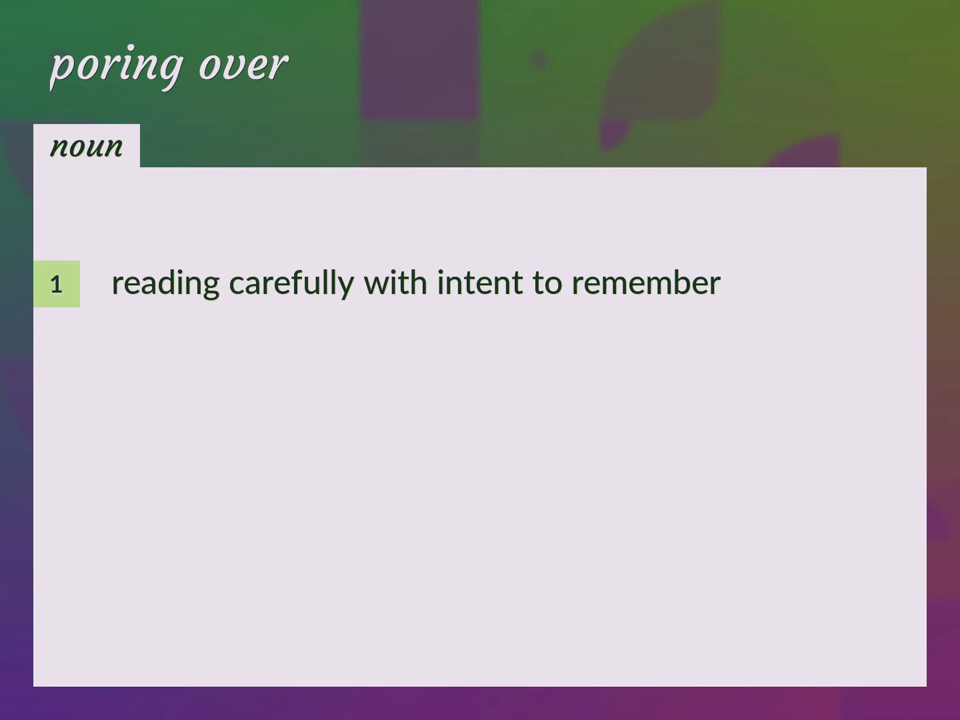 poring over
noun
1 reading carefully with intent to remember